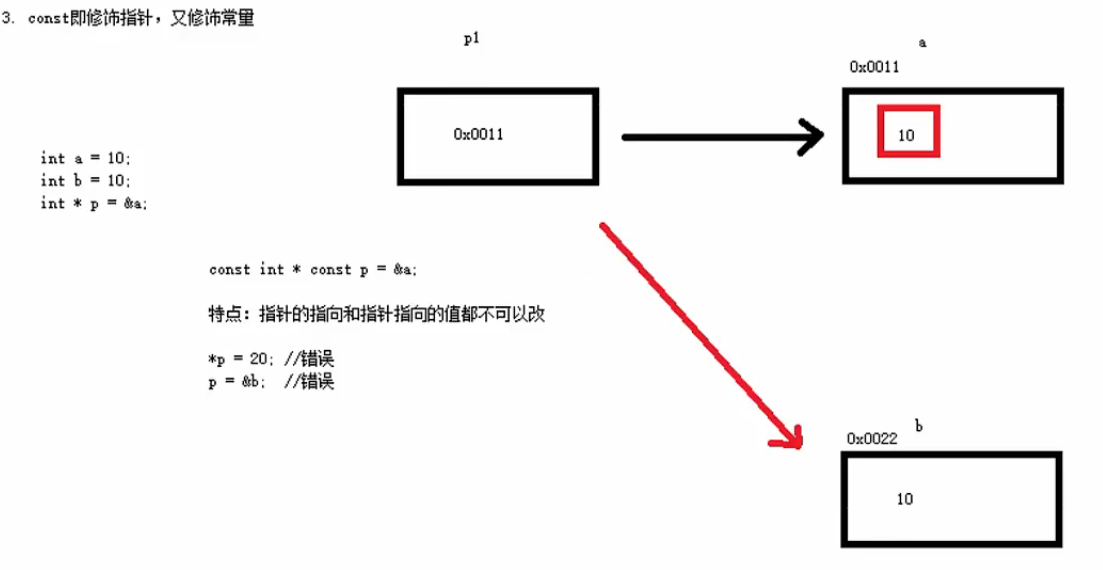 3. const即修饰指针，又修饰常量
p1
a
0x0011
0x0011
10
int a = 10;
int b = 10;
int * p = &a;
const int * const p = &a;
特点：指针的指向和指针指向的值都不可以改
*p = 20; //错误
p = &b;  //错误
b
0x0022
10